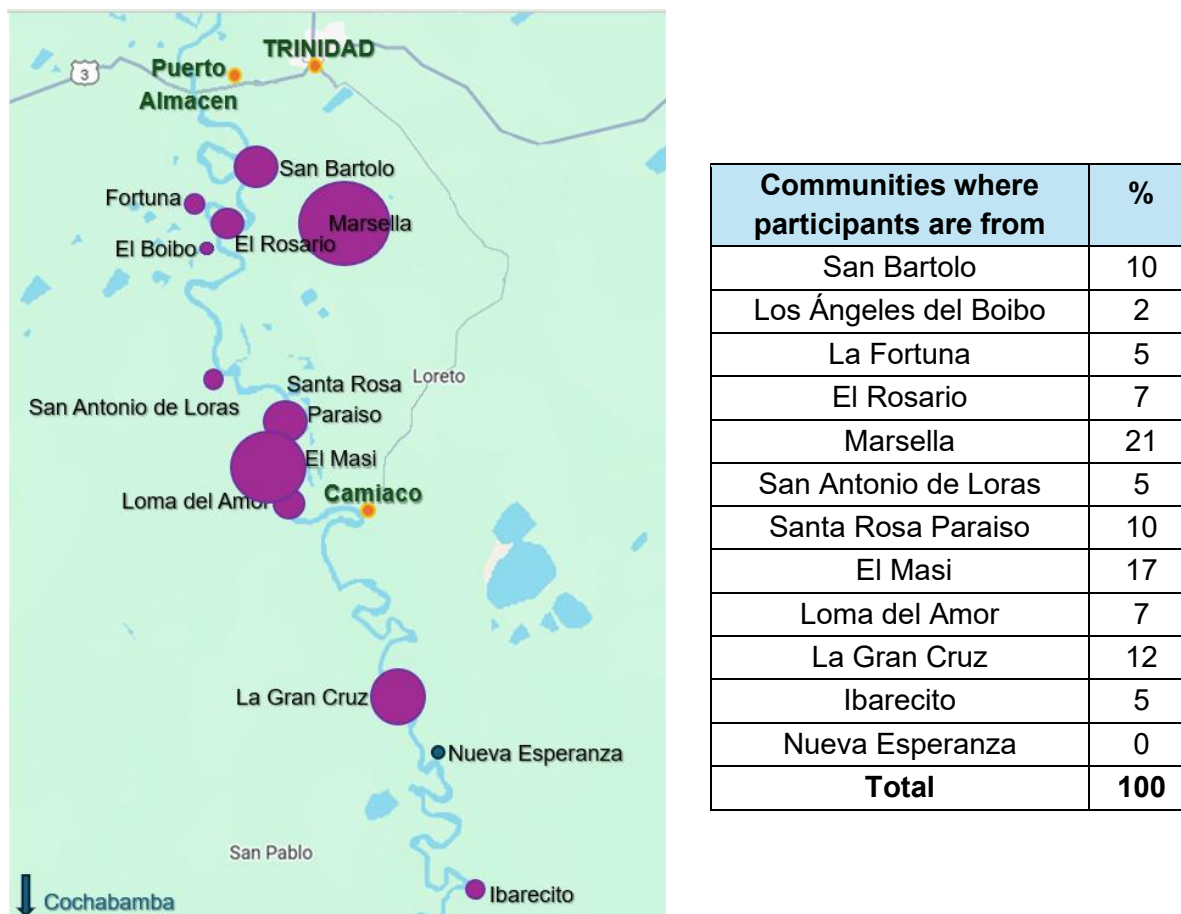 TRINIDAD
3
Puerto
Almacen
San Bartolo
Fortuna
Marsella
El Rosario
El Boibo
Santa Rosa
Loreto
San Antonio de Loras
Paraiso
El Masi
Loma del Amor
Camiaco
La Gran Cruz
Nueva Esperanza
San Pablo
Ibarecito
Cochabamba
Communities where %
participants are from
San Bartolo 10
Los Ángeles del Boibo 2
La Fortuna 5
El Rosario 7
Marsella 21
San Antonio de Loras 5
Santa Rosa Paraiso 10
El Masi 17
Loma del Amor 7
La Gran Cruz 12
Ibarecito 5
Nueva Esperanza 0
Total 100